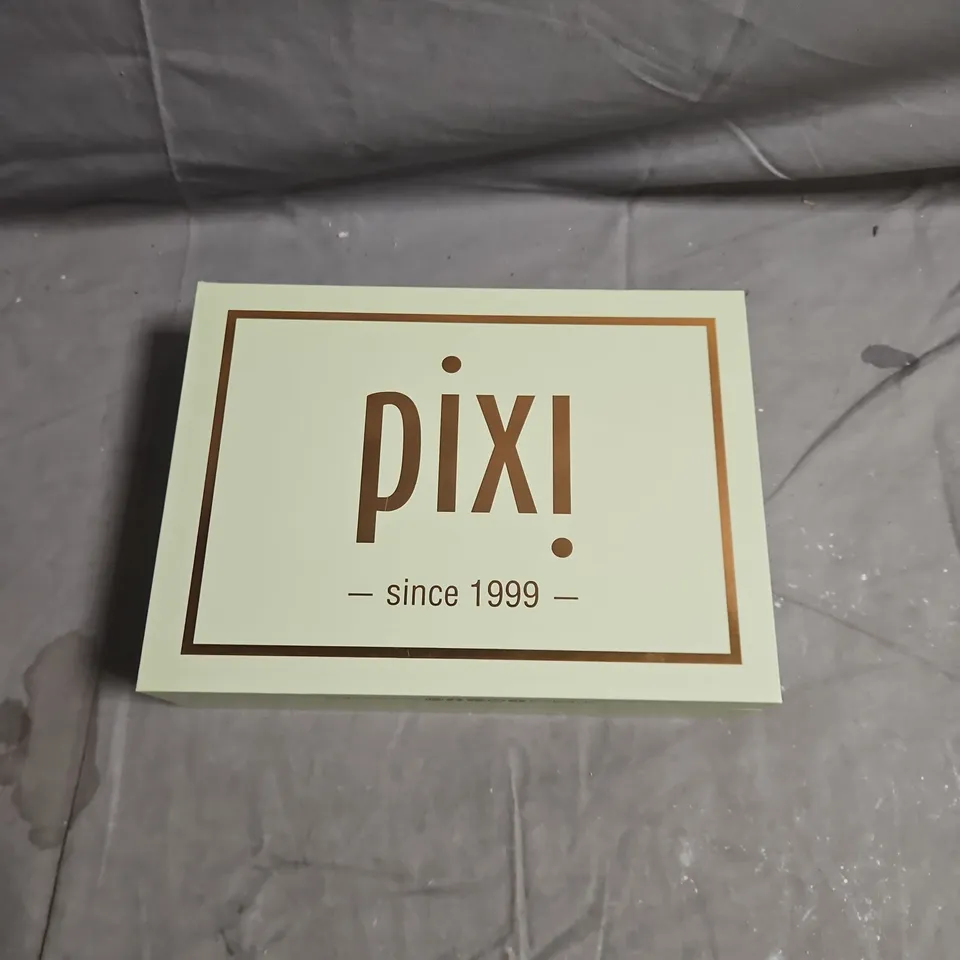 pixi
— since 1999 —